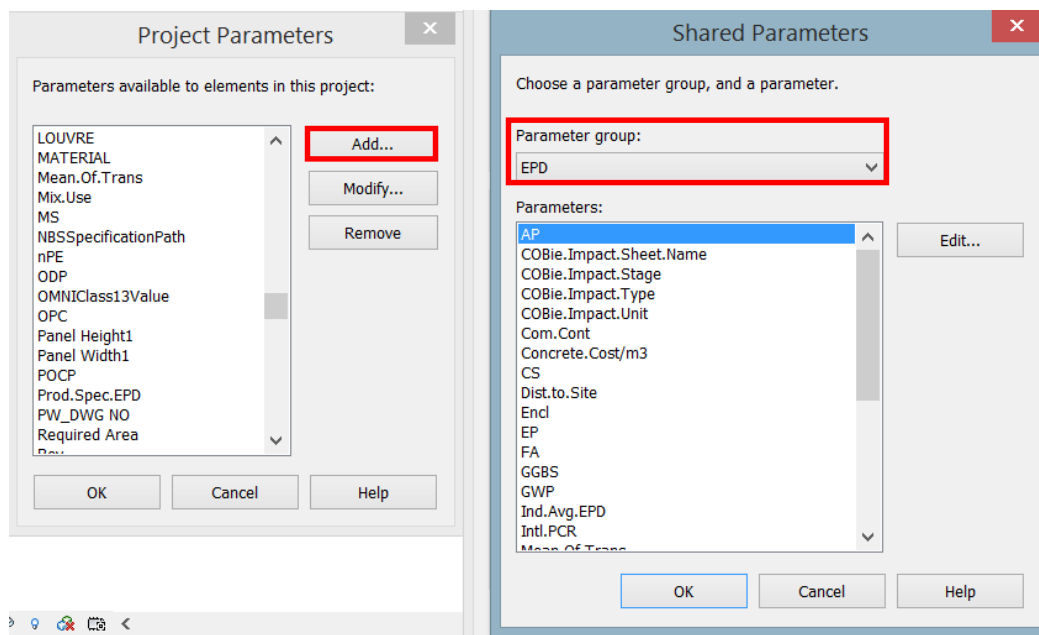 Project Parameters
Parameters available to elements in this project:
LOUVRE
MATERIAL
Mean.Of.Trans
Mix.Use
MS
NBSSpecificationPath
nPE
ODP
OMNIClass13Value
OPC
Panel Height1
Panel Width1
POCP
Prod.Spec.EPD
PW_DWG NO
Required Area
Add...
Modify...
Remove
OK
Cancel
Help
Shared Parameters
Choose a parameter group, and a parameter.
Parameter group:
EPD
Parameters:
AP
COBie.Impact.Sheet.Name
COBie.Impact.Stage
COBie.Impact.Type
COBie.Impact.Unit
Com.Cont
Concrete.Cost/m3
CS
Dist.to.Site
Encl
EP
FA
GGBS
GWP
Ind.Avg.EPD
Intl.PCR
Mean.Of.Trans
Edit...
OK
Cancel
Help